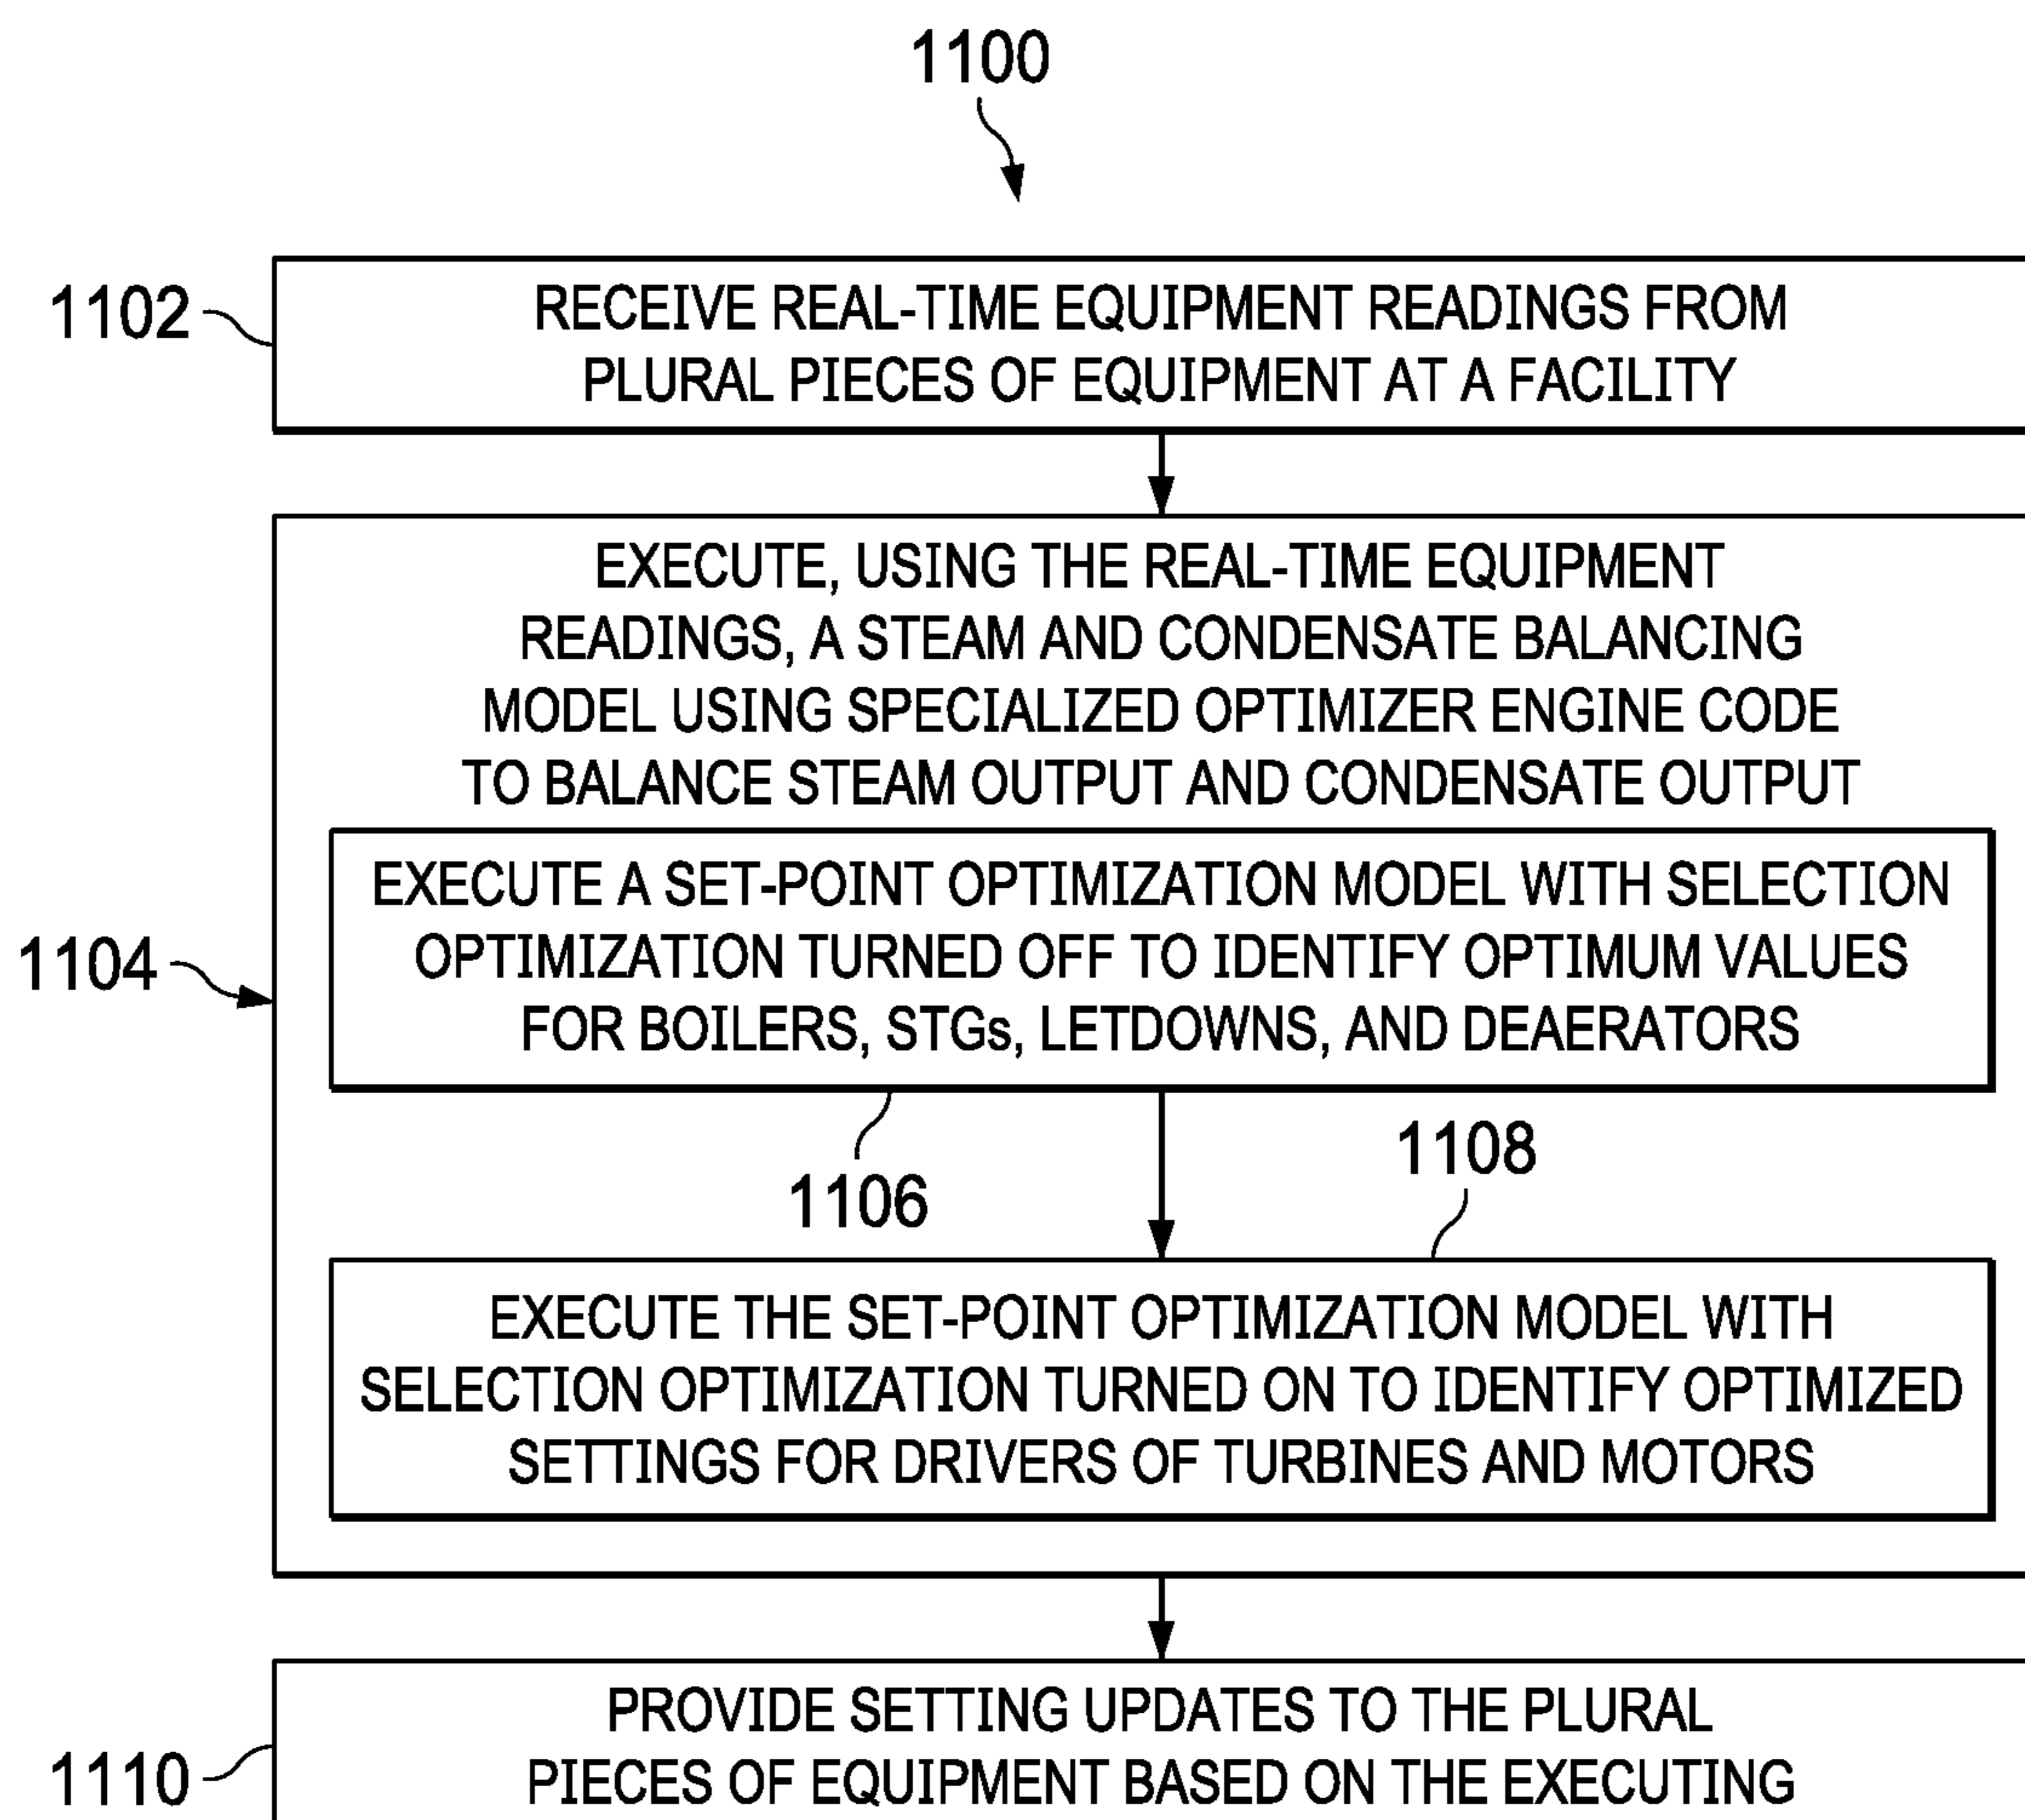 1100
1102
RECEIVE REAL-TIME EQUIPMENT READINGS FROM
PLURAL PIECES OF EQUIPMENT AT A FACILITY
EXECUTE, USING THE REAL-TIME EQUIPMENT
READINGS, A STEAM AND CONDENSATE BALANCING
MODEL USING SPECIALIZED OPTIMIZER ENGINE CODE
TO BALANCE STEAM OUTPUT AND CONDENSATE OUTPUT
1104
EXECUTE A SET-POINT OPTIMIZATION MODEL WITH SELECTION
OPTIMIZATION TURNED OFF TO IDENTIFY OPTIMUM VALUES
FOR BOILERS, STGs, LETDOWNS, AND DEAERATORS
1106
1108
EXECUTE THE SET-POINT OPTIMIZATION MODEL WITH
SELECTION OPTIMIZATION TURNED ON TO IDENTIFY OPTIMIZED
SETTINGS FOR DRIVERS OF TURBINES AND MOTORS
1110
PROVIDE SETTING UPDATES TO THE PLURAL
PIECES OF EQUIPMENT BASED ON THE EXECUTING